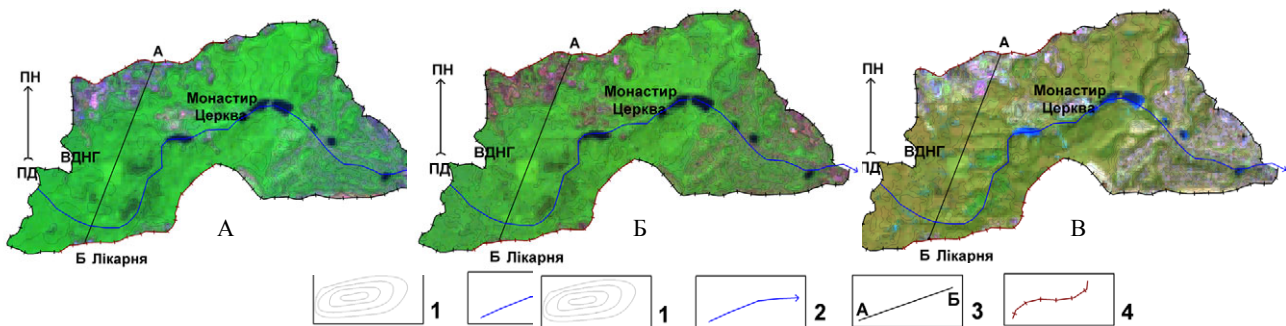 А
ПН
Монастир
Церква
ВДНГ
ПД
Б Лікарня
А
А
ПН
Монастир
Церква
ВДНГ
ПД
Б Лікарня
Б
А
ПН
Монастир
Церква
ВДНГ
ПД
Б Лікарня
В
1
1
2
А Б 3
4